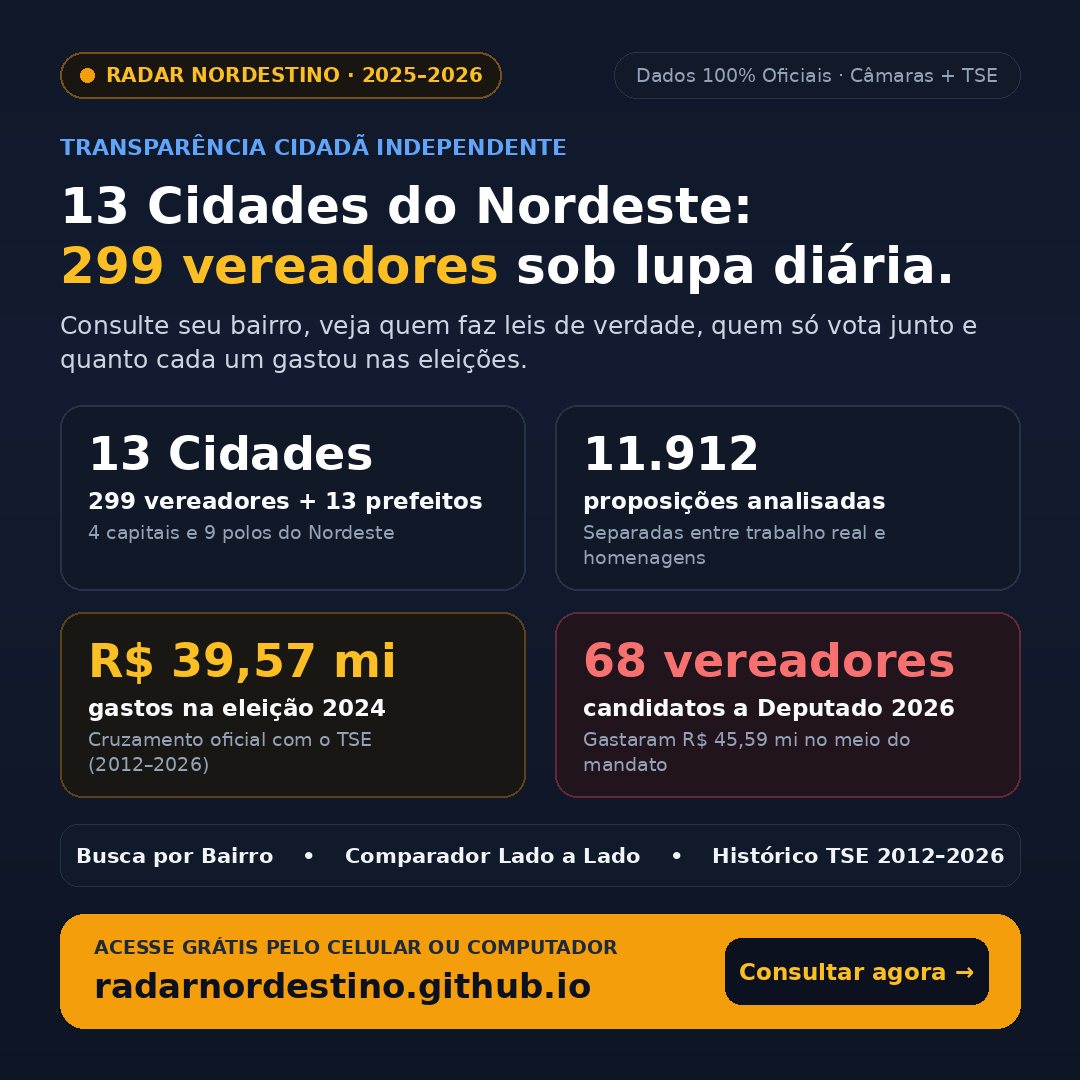 RADAR NORDESTINO · 2025–2026
Dados 100% Oficiais · Câmaras + TSE
TRANSPARÊNCIA CIDADÃ INDEPENDENTE
13 Cidades do Nordeste:
299 vereadores sob lupa diária.
Consulte seu bairro, veja quem faz leis de verdade, quem só vota junto e
quanto cada um gastou nas eleições.
13 Cidades
299 vereadores + 13 prefeitos
4 capitais e 9 polos do Nordeste
11.912
proposições analisadas
Separadas entre trabalho real e
homenagens
R$ 39,57 mi
gastos na eleição 2024
Cruzamento oficial com o TSE
(2012–2026)
68 vereadores
candidatos a Deputado 2026
Gastaram R$ 45,59 mi no meio do
mandato
Busca por Bairro • Comparador Lado a Lado • Histórico TSE 2012–2026
ACESSE GRÁTIS PELO CELULAR OU COMPUTADOR
radarnordestino.github.io
Consultar agora →